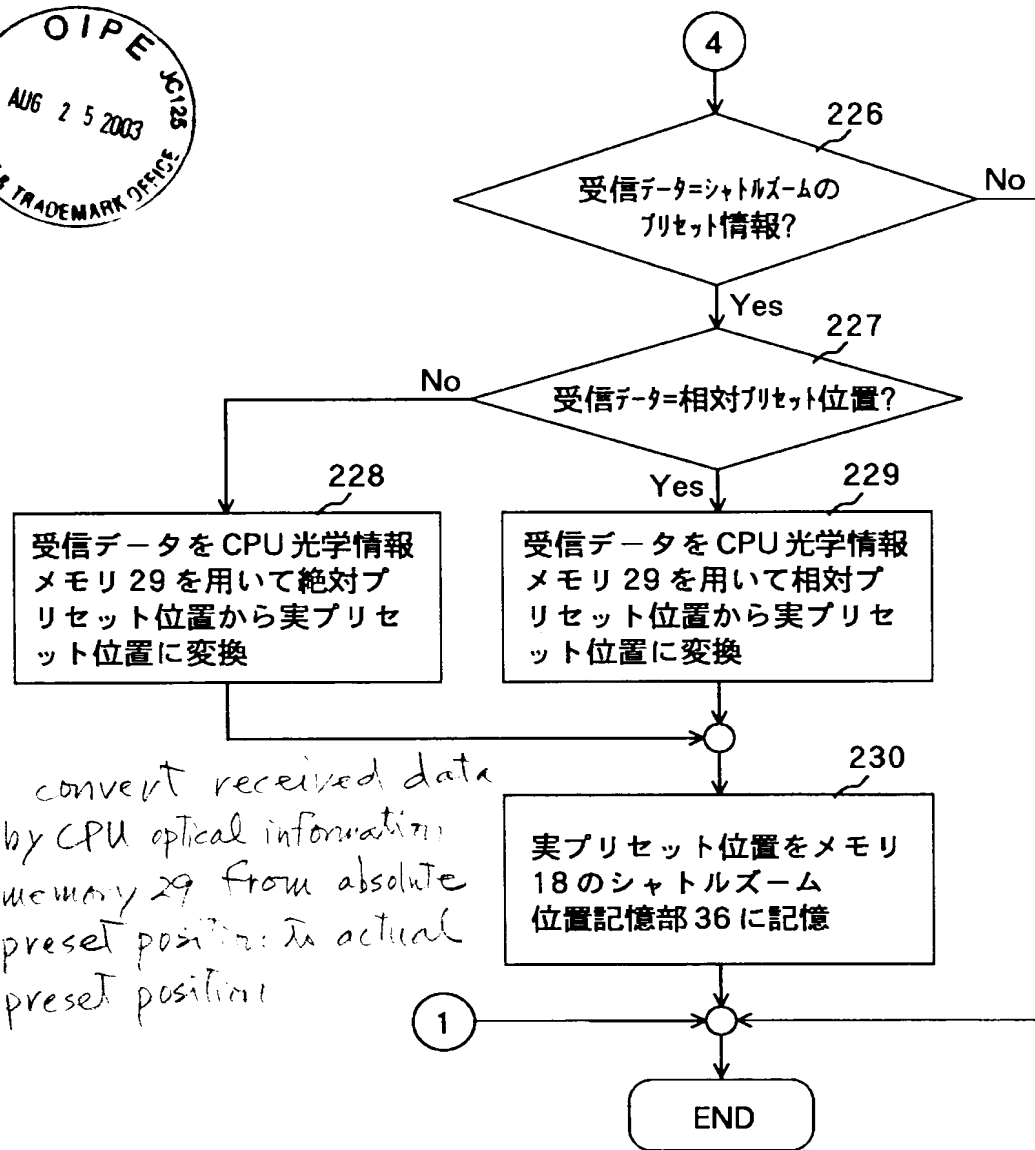 OIPE JC125
AUG 25 2003
TRADEMARK OFFICE
4
226
受信データ=シャトルズームの
プリセット情報?
No
Yes
227
受信データ=相対プリセット位置?
No
Yes
228
受信データをCPU光学情報
メモリ29を用いて絶対プ
リセット位置から実プリセ
ット位置に変換
229
受信データをCPU光学情報
メモリ29を用いて相対プ
リセット位置から実プリセ
ット位置に変換
convert received data
by CPU optical information
memory 29 from absolute
preset position to actual
preset position
230
実プリセット位置をメモリ
18のシャトルズーム
位置記憶部36に記憶
1
END